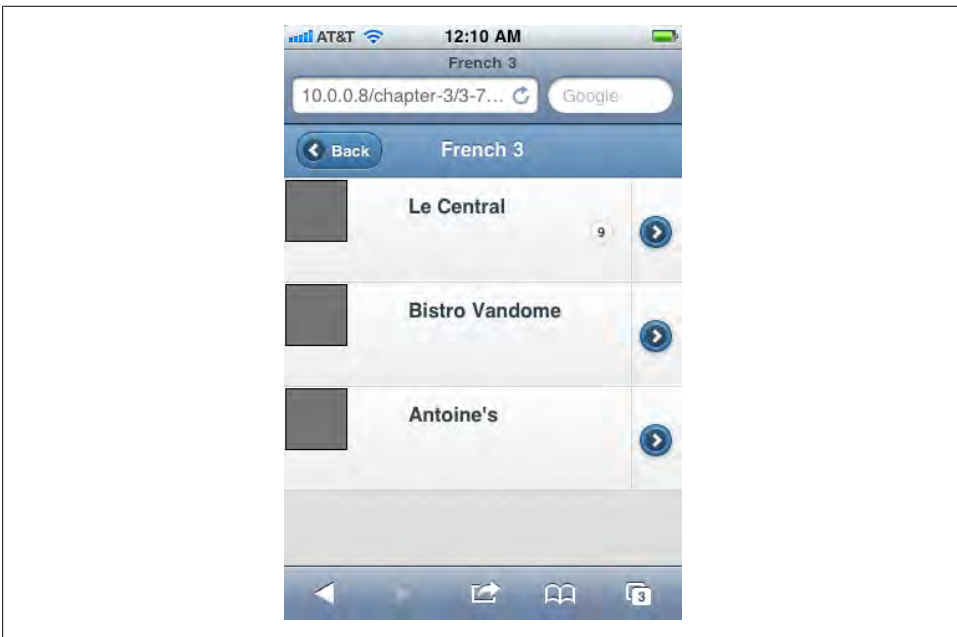 AT&T 12:10 AM
French 3
10.0.0.8/chapter-3/3-7... Google
Back French 3
Le Central
9
Bistro Vandome
Antoine's
3